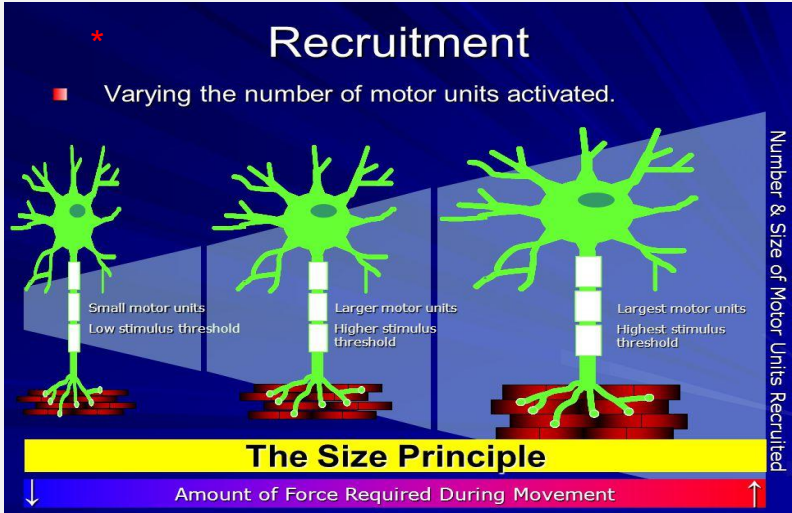 *
Recruitment
Varying the number of motor units activated.
Small motor units
Low stimulus threshold
Larger motor units
Higher stimulus
threshold
Largest motor units
Highest stimulus
threshold
Number & Size of Motor Units Recruited
The Size Principle
↓ Amount of Force Required During Movement ↑